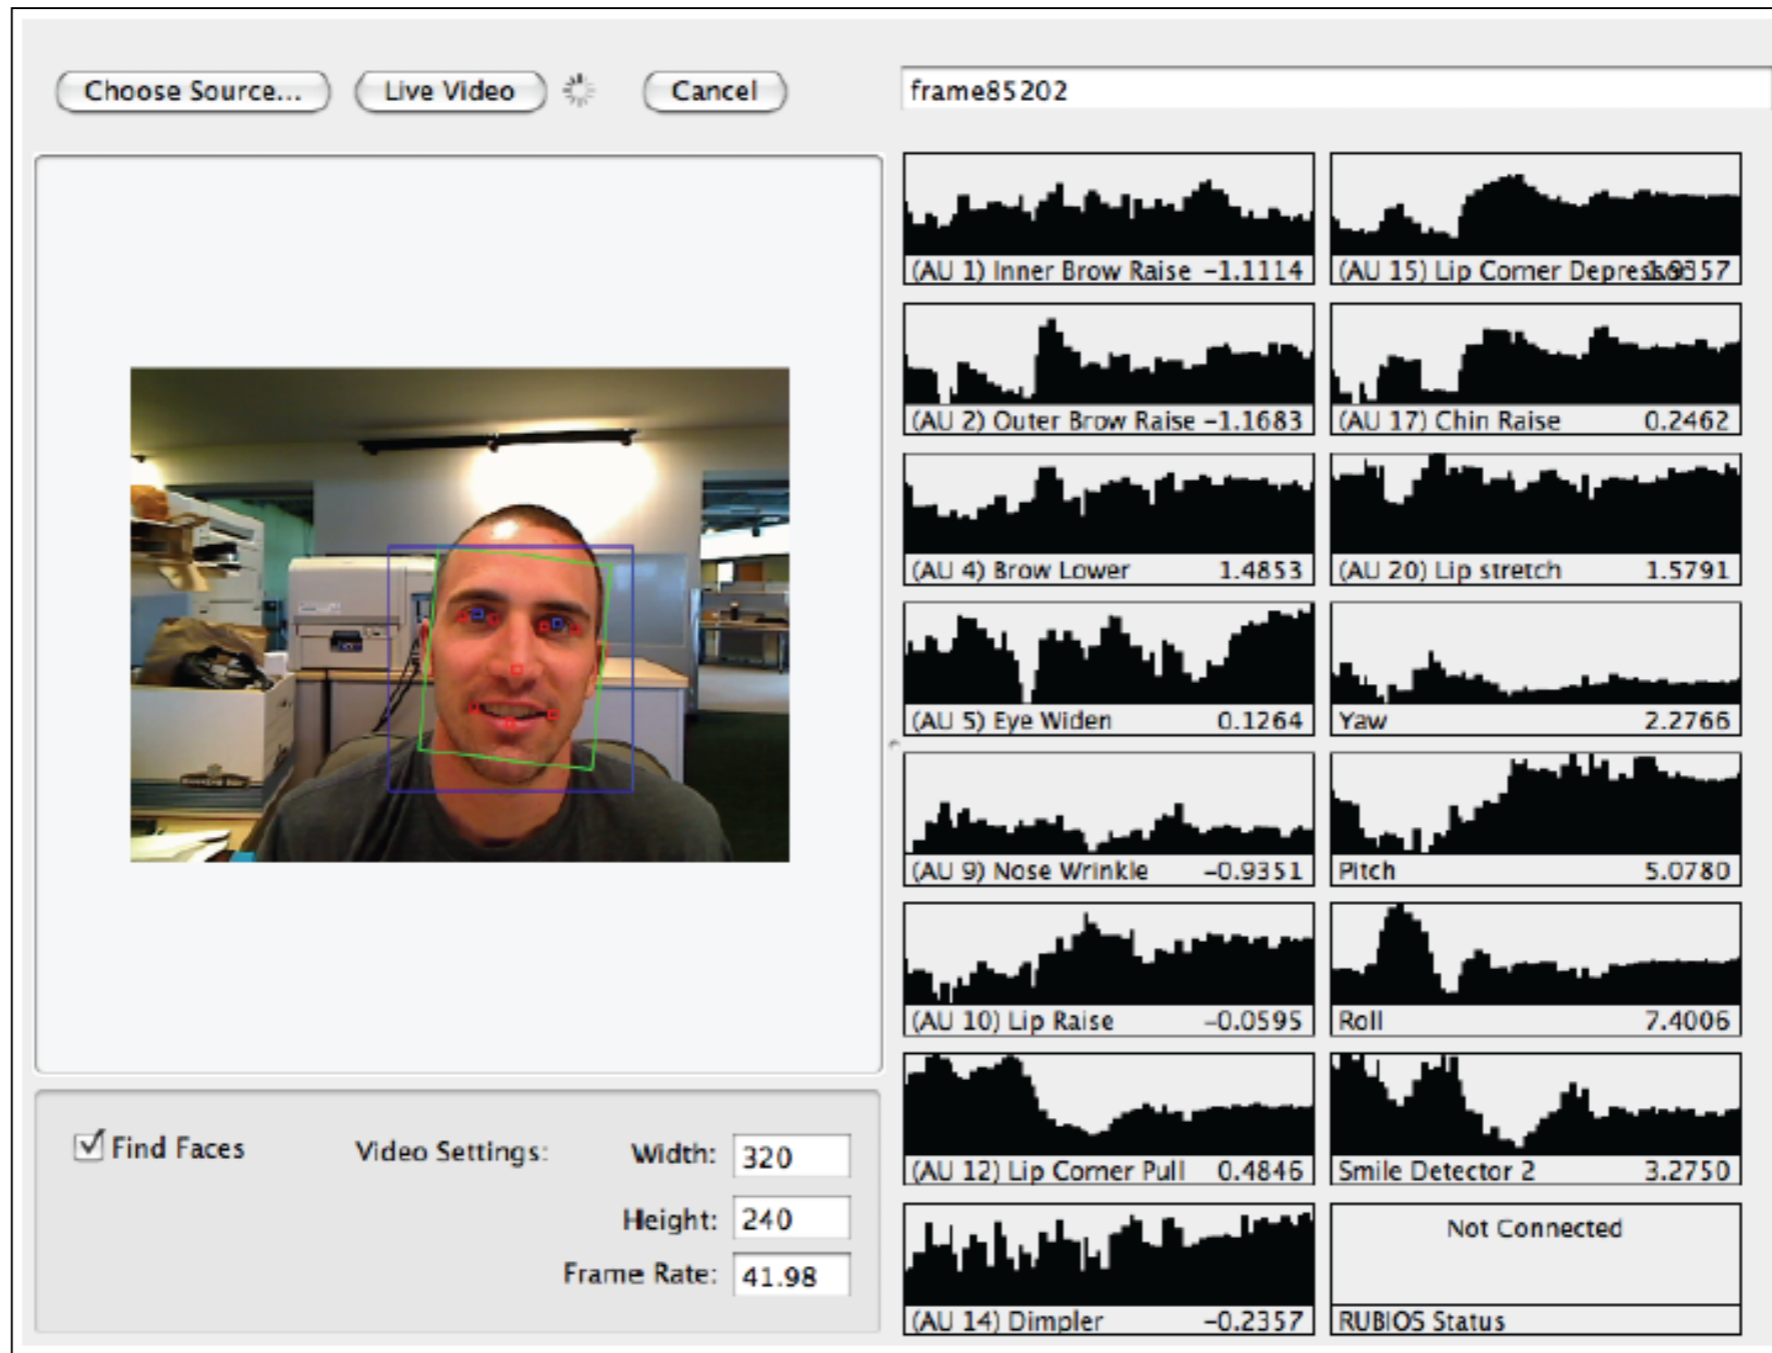 Choose Source...
Live Video
Cancel
frame85202
(AU 1) Inner Brow Raise -1.1114
(AU 15) Lip Corner Depressor
(AU 2) Outer Brow Raise -1.1683
(AU 17) Chin Raise 0.2462
(AU 4) Brow Lower 1.4853
(AU 20) Lip stretch 1.5791
(AU 5) Eye Widen 0.1264
Yaw 2.2766
(AU 9) Nose Wrinkle -0.9351
Pitch 5.0780
(AU 10) Lip Raise -0.0595
Roll 7.4006
(AU 12) Lip Corner Pull 0.4846
Smile Detector 2 3.2750
(AU 14) Dimpler -0.2357
Not Connected
RUBIOS Status
Find Faces
Video Settings:
Width: 320
Height: 240
Frame Rate: 41.98